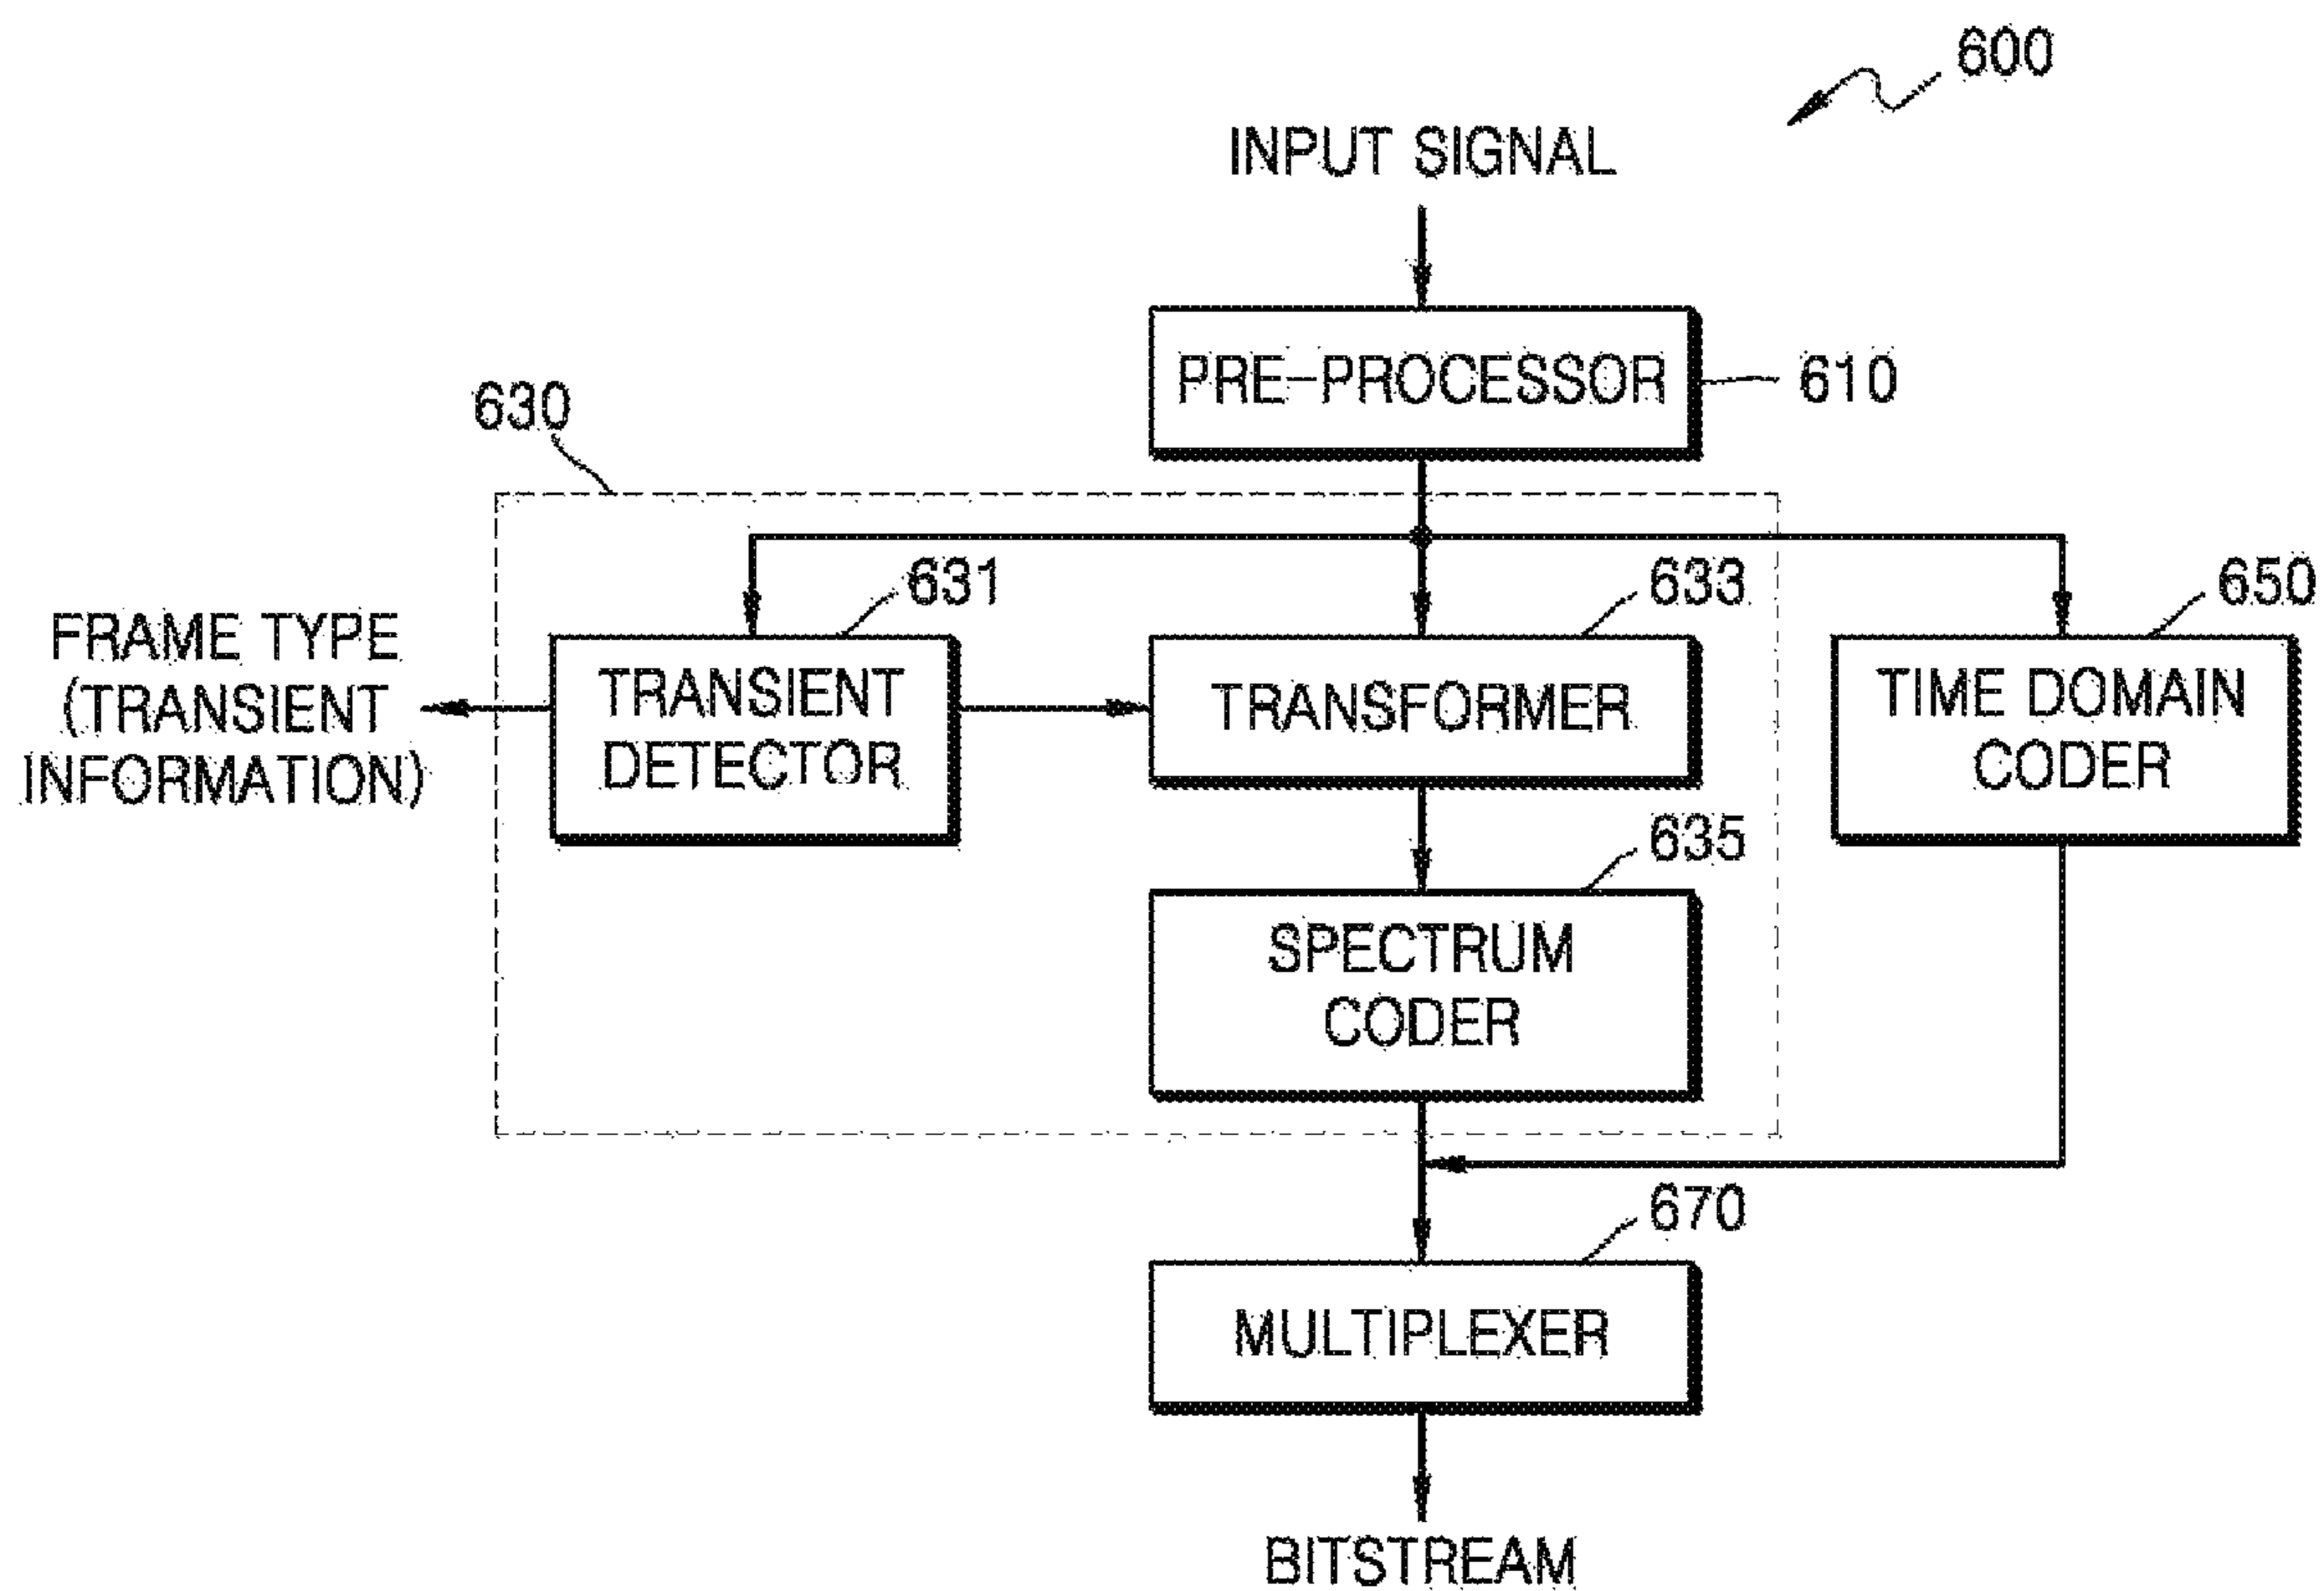 600
INPUT SIGNAL
PRE-PROCESSOR
610
630
631
633
650
FRAME TYPE
(TRANSIENT
INFORMATION)
TRANSIENT
DETECTOR
TRANSFORMER
TIME DOMAIN
CODER
635
SPECTRUM
CODER
670
MULTIPLEXER
BITSTREAM